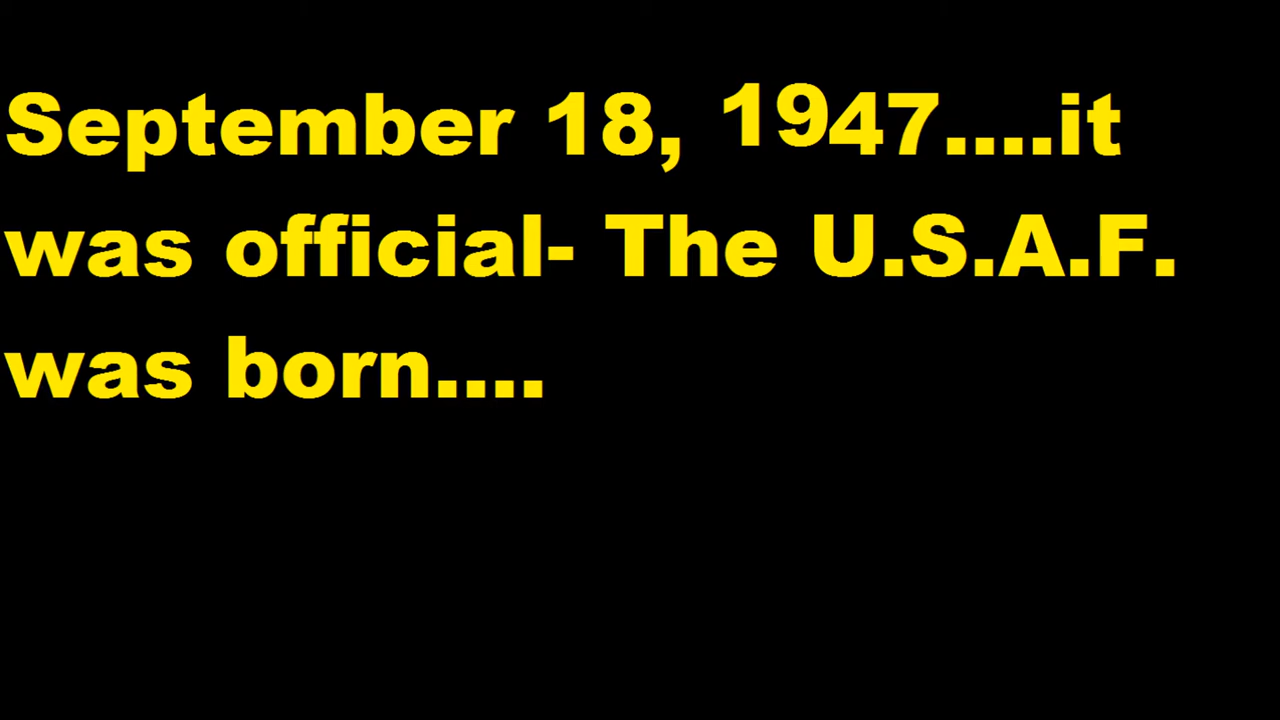 September 18, 1947....it
was official- The U.S.A.F.
was born....